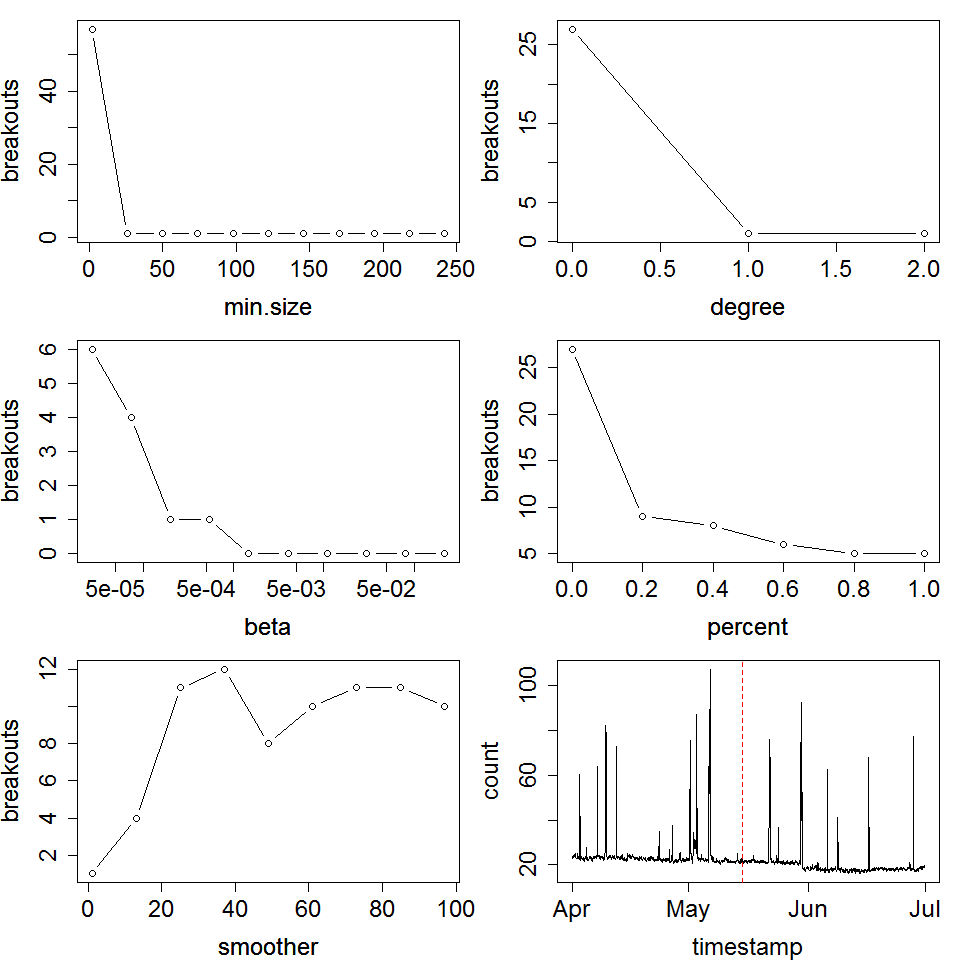 breakouts
0 20 40
0 50 100 150 200 250
min.size
breakouts
0 5 15 25
0.0 0.5 1.0 1.5 2.0
degree
breakouts
0 1 2 3 4 5 6
5e-05 5e-04 5e-03 5e-02
beta
breakouts
5 10 15 20 25
0.0 0.2 0.4 0.6 0.8 1.0
percent
breakouts
2 4 6 8 12
0 20 40 60 80 100
smoother
count
20 60 100
Apr May Jun Jul
timestamp